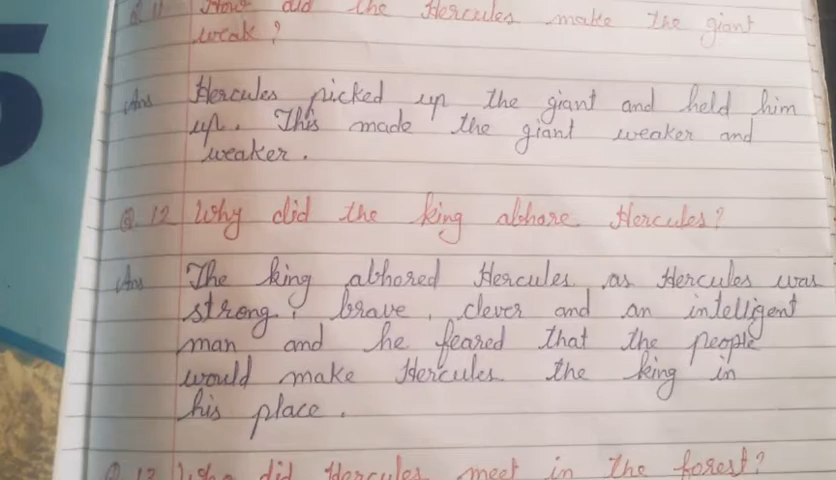 Q. 11 How did the Hercules make the giant
weak?
Ans Hercules picked up the giant and held him
up. This made the giant weaker and
weaker.
Q. 12 Why did the king abhore Hercules?
Ans The king abhored Hercules as Hercules was
strong, brave, clever and an intelligent
man and he feared that the people
would make Hercules the king in
his place.
Q. 13 Who did Hercules meet in the forest?